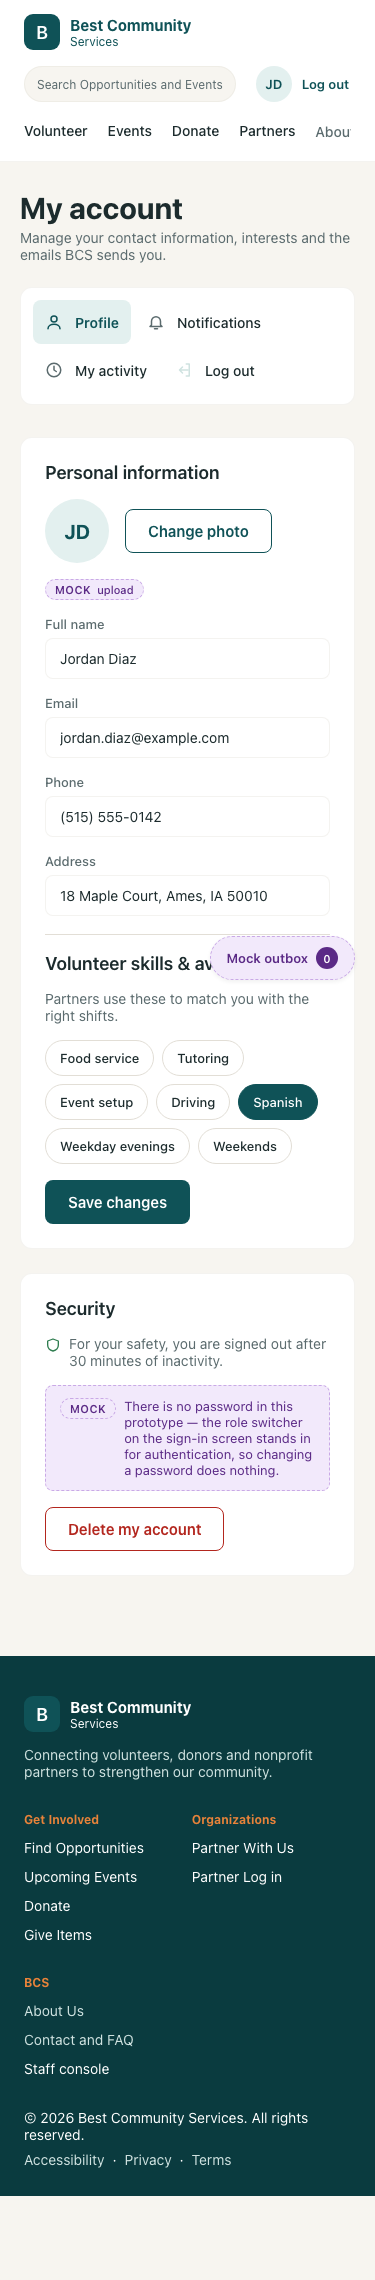 B
Best Community
Services
Search Opportunities and Events
JD
Log out
Volunteer Events Donate Partners Abou
My account
Manage your contact information, interests and the
emails BCS sends you.
Profile
Notifications
My activity
Log out
Personal information
JD
Change photo
MOCK upload
Full name
Jordan Diaz
Email
jordan.diaz@example.com
Phone
(515) 555-0142
Address
18 Maple Court, Ames, IA 50010
Volunteer skills & av
Mock outbox 0
Partners use these to match you with the
right shifts.
Food service
Tutoring
Event setup
Driving
Spanish
Weekday evenings
Weekends
Save changes
Security
For your safety, you are signed out after
30 minutes of inactivity.
MOCK
There is no password in this
prototype — the role switcher
on the sign-in screen stands in
for authentication, so changing
a password does nothing.
Delete my account
B
Best Community
Services
Connecting volunteers, donors and nonprofit
partners to strengthen our community.
Get Involved
Find Opportunities
Upcoming Events
Donate
Give Items
Organizations
Partner With Us
Partner Log in
BCS
About Us
Contact and FAQ
Staff console
© 2026 Best Community Services. All rights
reserved.
Accessibility · Privacy · Terms